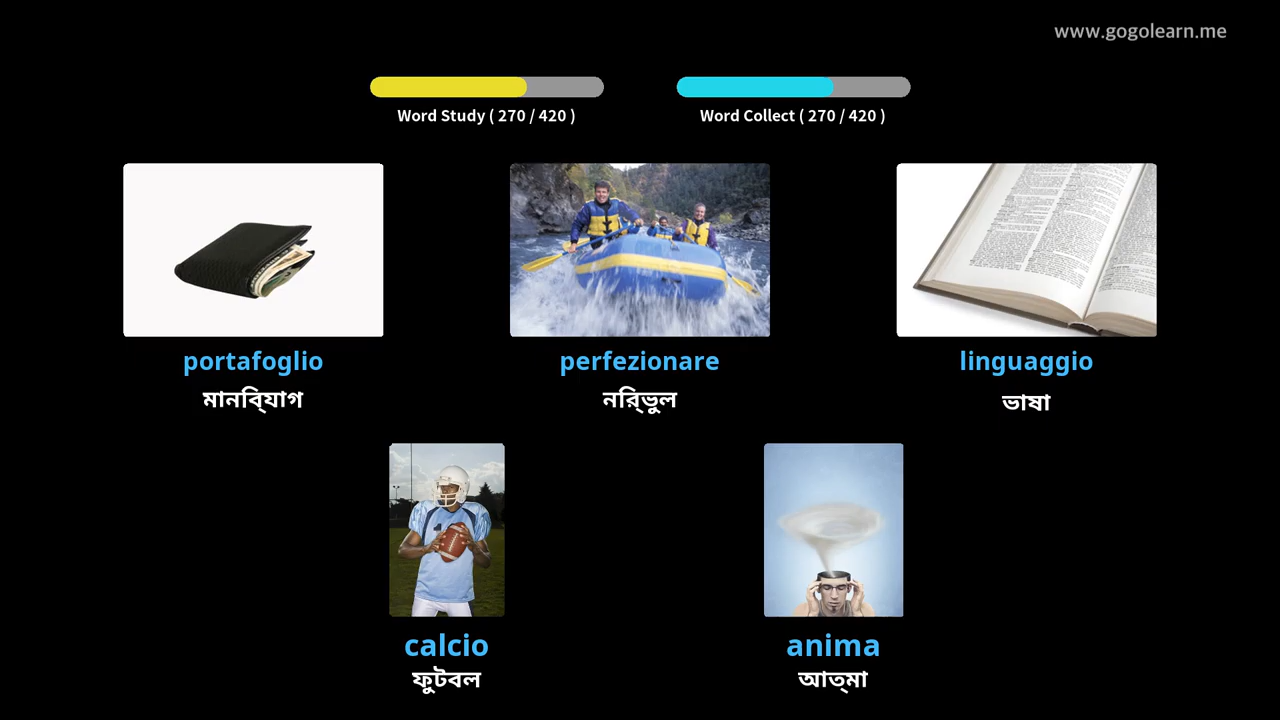 www.gogolearn.me
Word Study ( 270 / 420 )
Word Collect ( 270 / 420 )
portafoglio
perfezionare
linguaggio
মানিব্যাগ
নির্ভুল
ভাষা
calcio
anima
ফুটবল
আত্মা